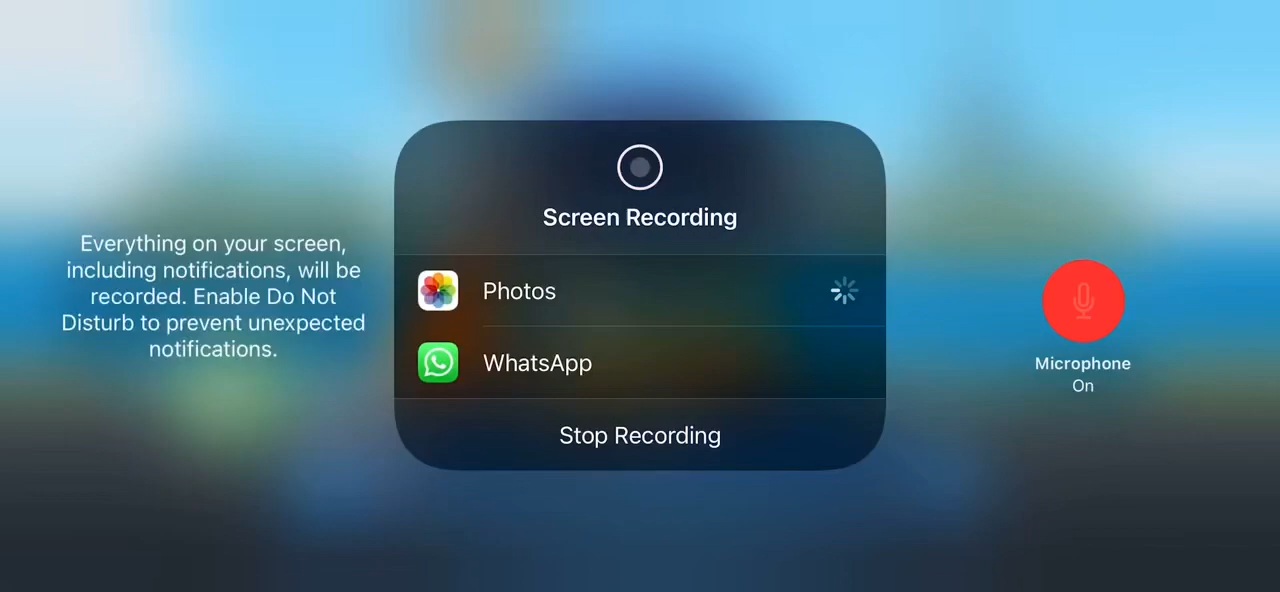 Everything on your screen,
including notifications, will be
recorded. Enable Do Not
Disturb to prevent unexpected
notifications.
Screen Recording
Photos
WhatsApp
Stop Recording
Microphone
On